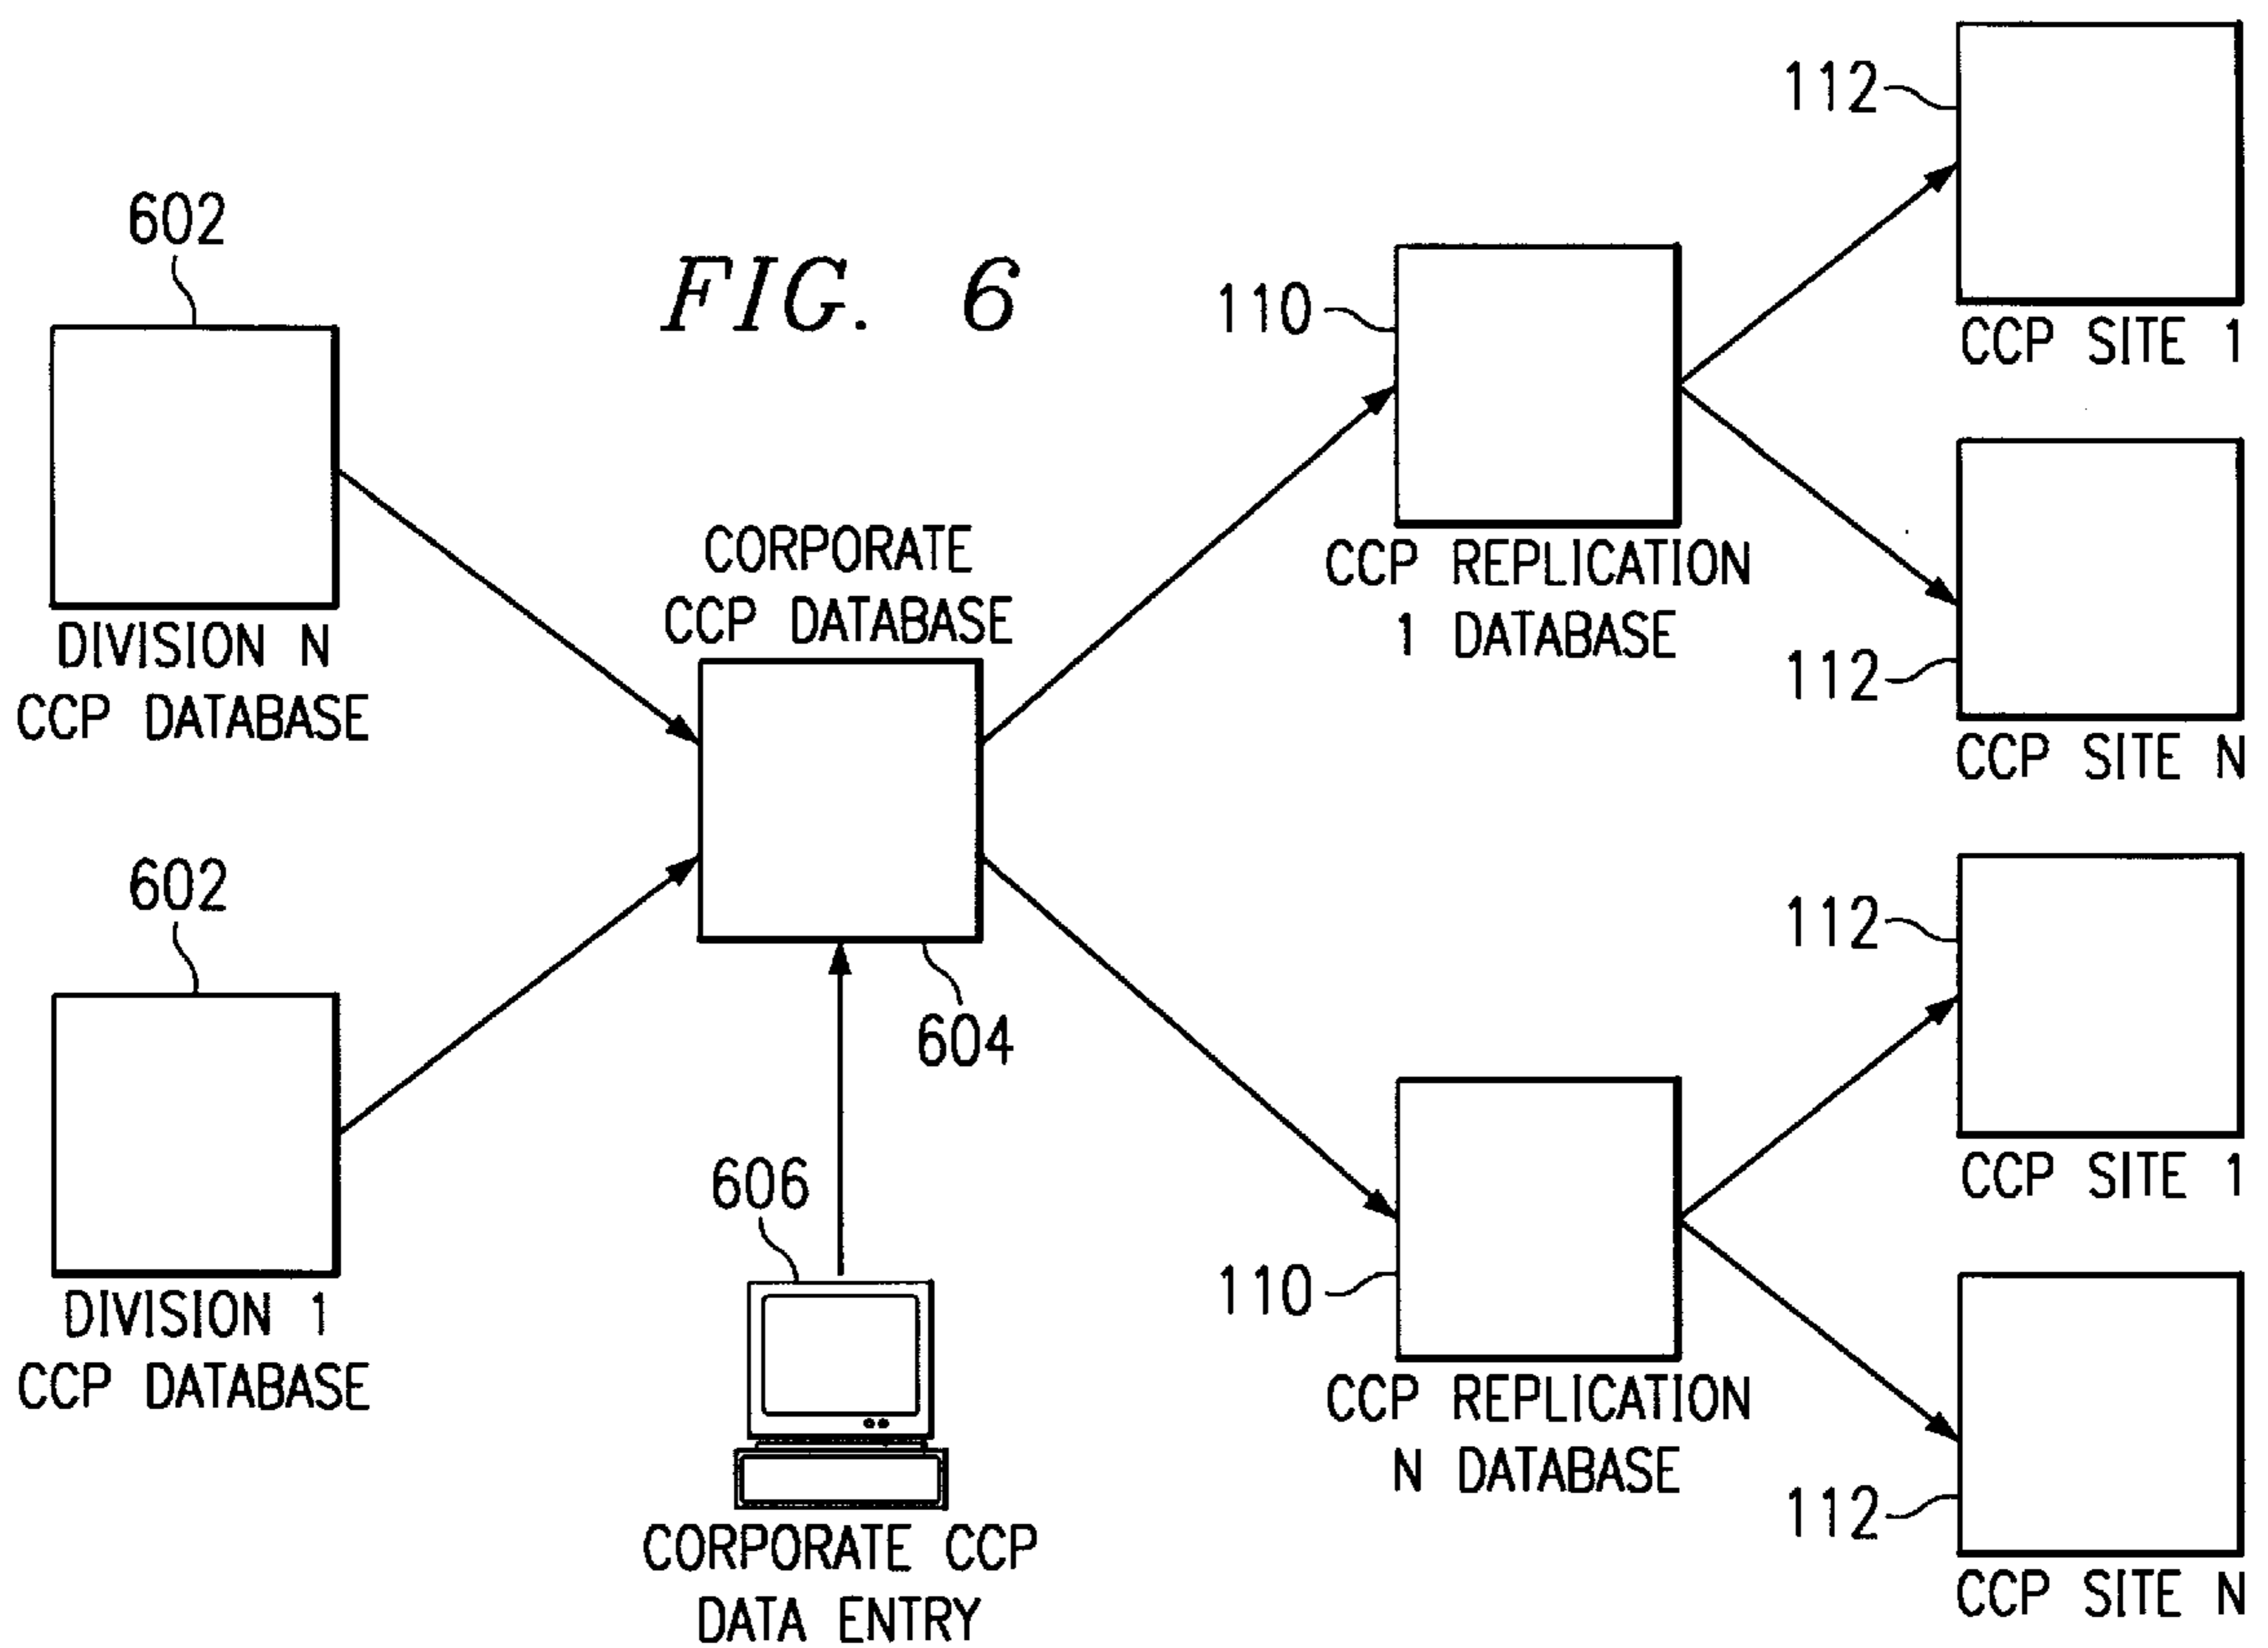 FIG. 6
602
DIVISION N
CCP DATABASE
602
DIVISION 1
CCP DATABASE
CORPORATE
CCP DATABASE
604
606
CORPORATE CCP
DATA ENTRY
110
CCP REPLICATION
1 DATABASE
110
CCP REPLICATION
N DATABASE
112
CCP SITE 1
112
CCP SITE N
112
CCP SITE 1
112
CCP SITE N